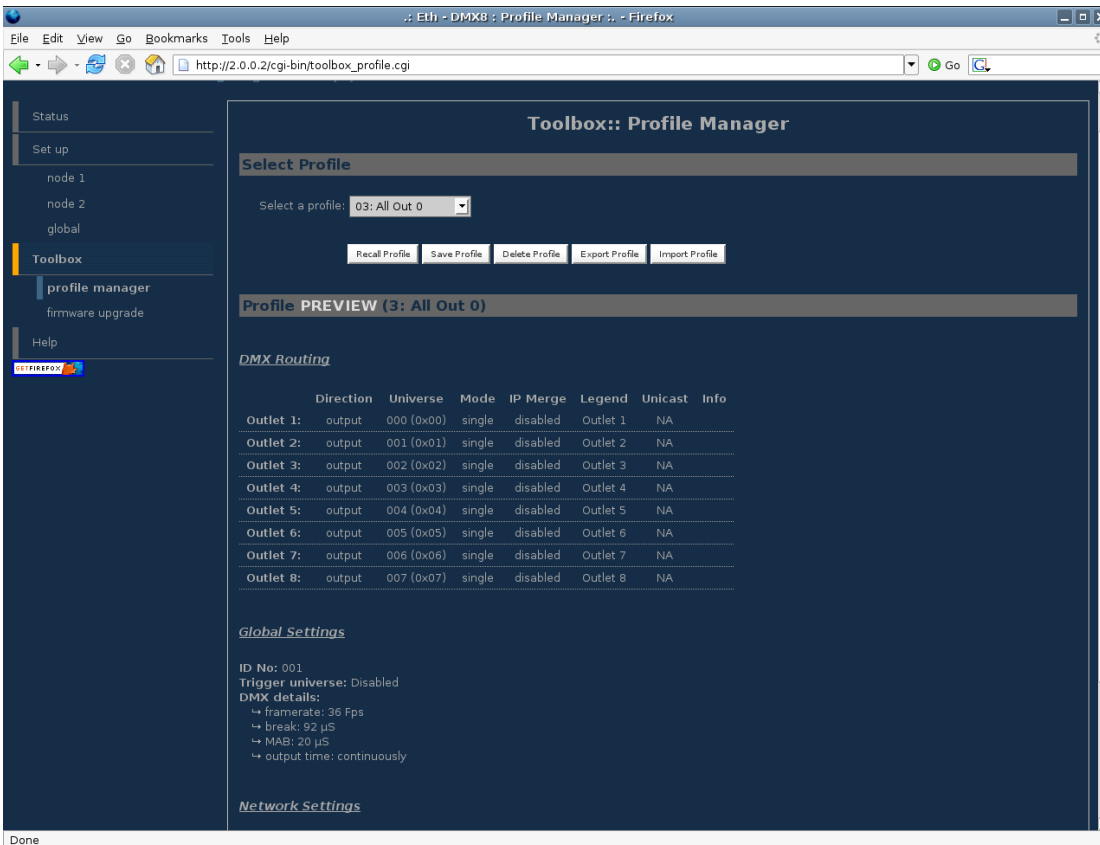 .: Eth - DMX8 : Profile Manager :. - Firefox
File Edit View Go Bookmarks Tools Help
http://2.0.0.2/cgi-bin/toolbox_profile.cgi Go G
Status
Set up
node 1
node 2
global
Toolbox
profile manager
firmware upgrade
Help
GET FIREFOX
Toolbox:: Profile Manager
Select Profile
Select a profile: 03: All Out 0
Recall Profile Save Profile Delete Profile Export Profile Import Profile
Profile PREVIEW (3: All Out 0)
DMX Routing
Direction Universe Mode IP Merge Legend Unicast Info
Outlet 1: output 000 (0x00) single disabled Outlet 1 NA
Outlet 2: output 001 (0x01) single disabled Outlet 2 NA
Outlet 3: output 002 (0x02) single disabled Outlet 3 NA
Outlet 4: output 003 (0x03) single disabled Outlet 4 NA
Outlet 5: output 004 (0x04) single disabled Outlet 5 NA
Outlet 6: output 005 (0x05) single disabled Outlet 6 NA
Outlet 7: output 006 (0x06) single disabled Outlet 7 NA
Outlet 8: output 007 (0x07) single disabled Outlet 8 NA
Global Settings
ID No: 001
Trigger universe: Disabled
DMX details:
↪ framerate: 36 Fps
↪ break: 92 µS
↪ MAB: 20 µS
↪ output time: continuously
Network Settings
Done